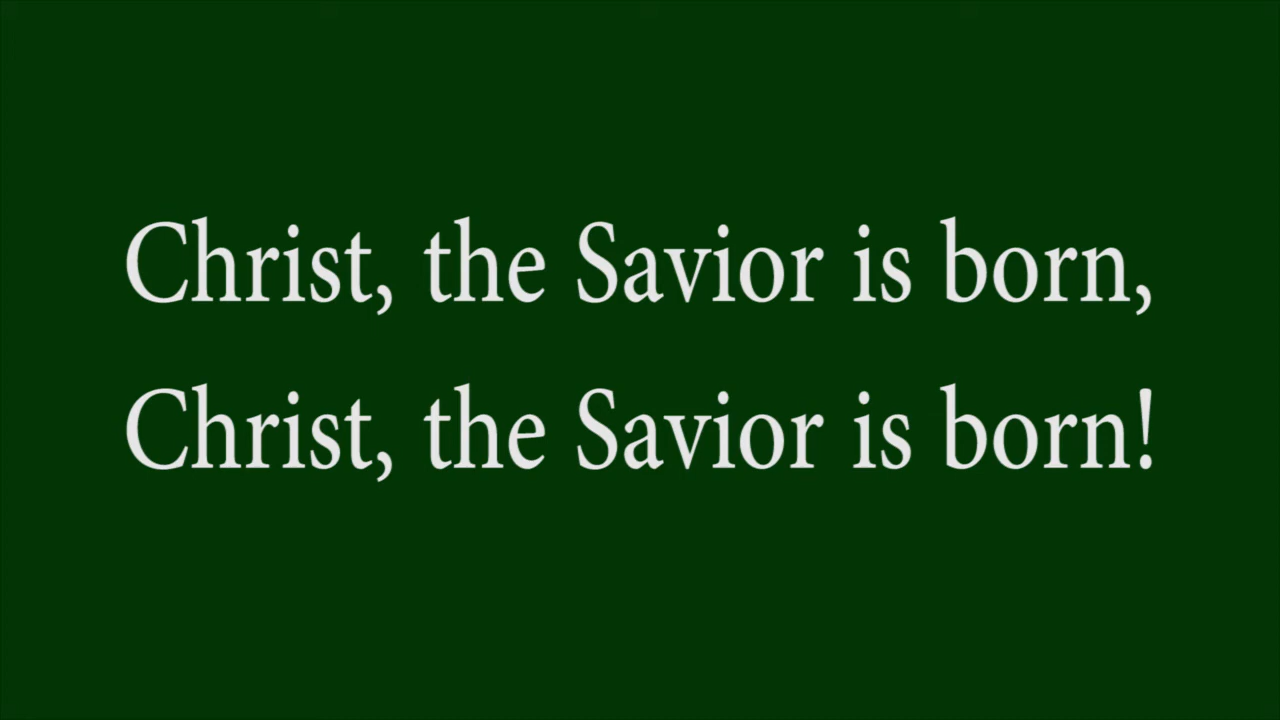 Christ, the Savior is born,
Christ, the Savior is born!